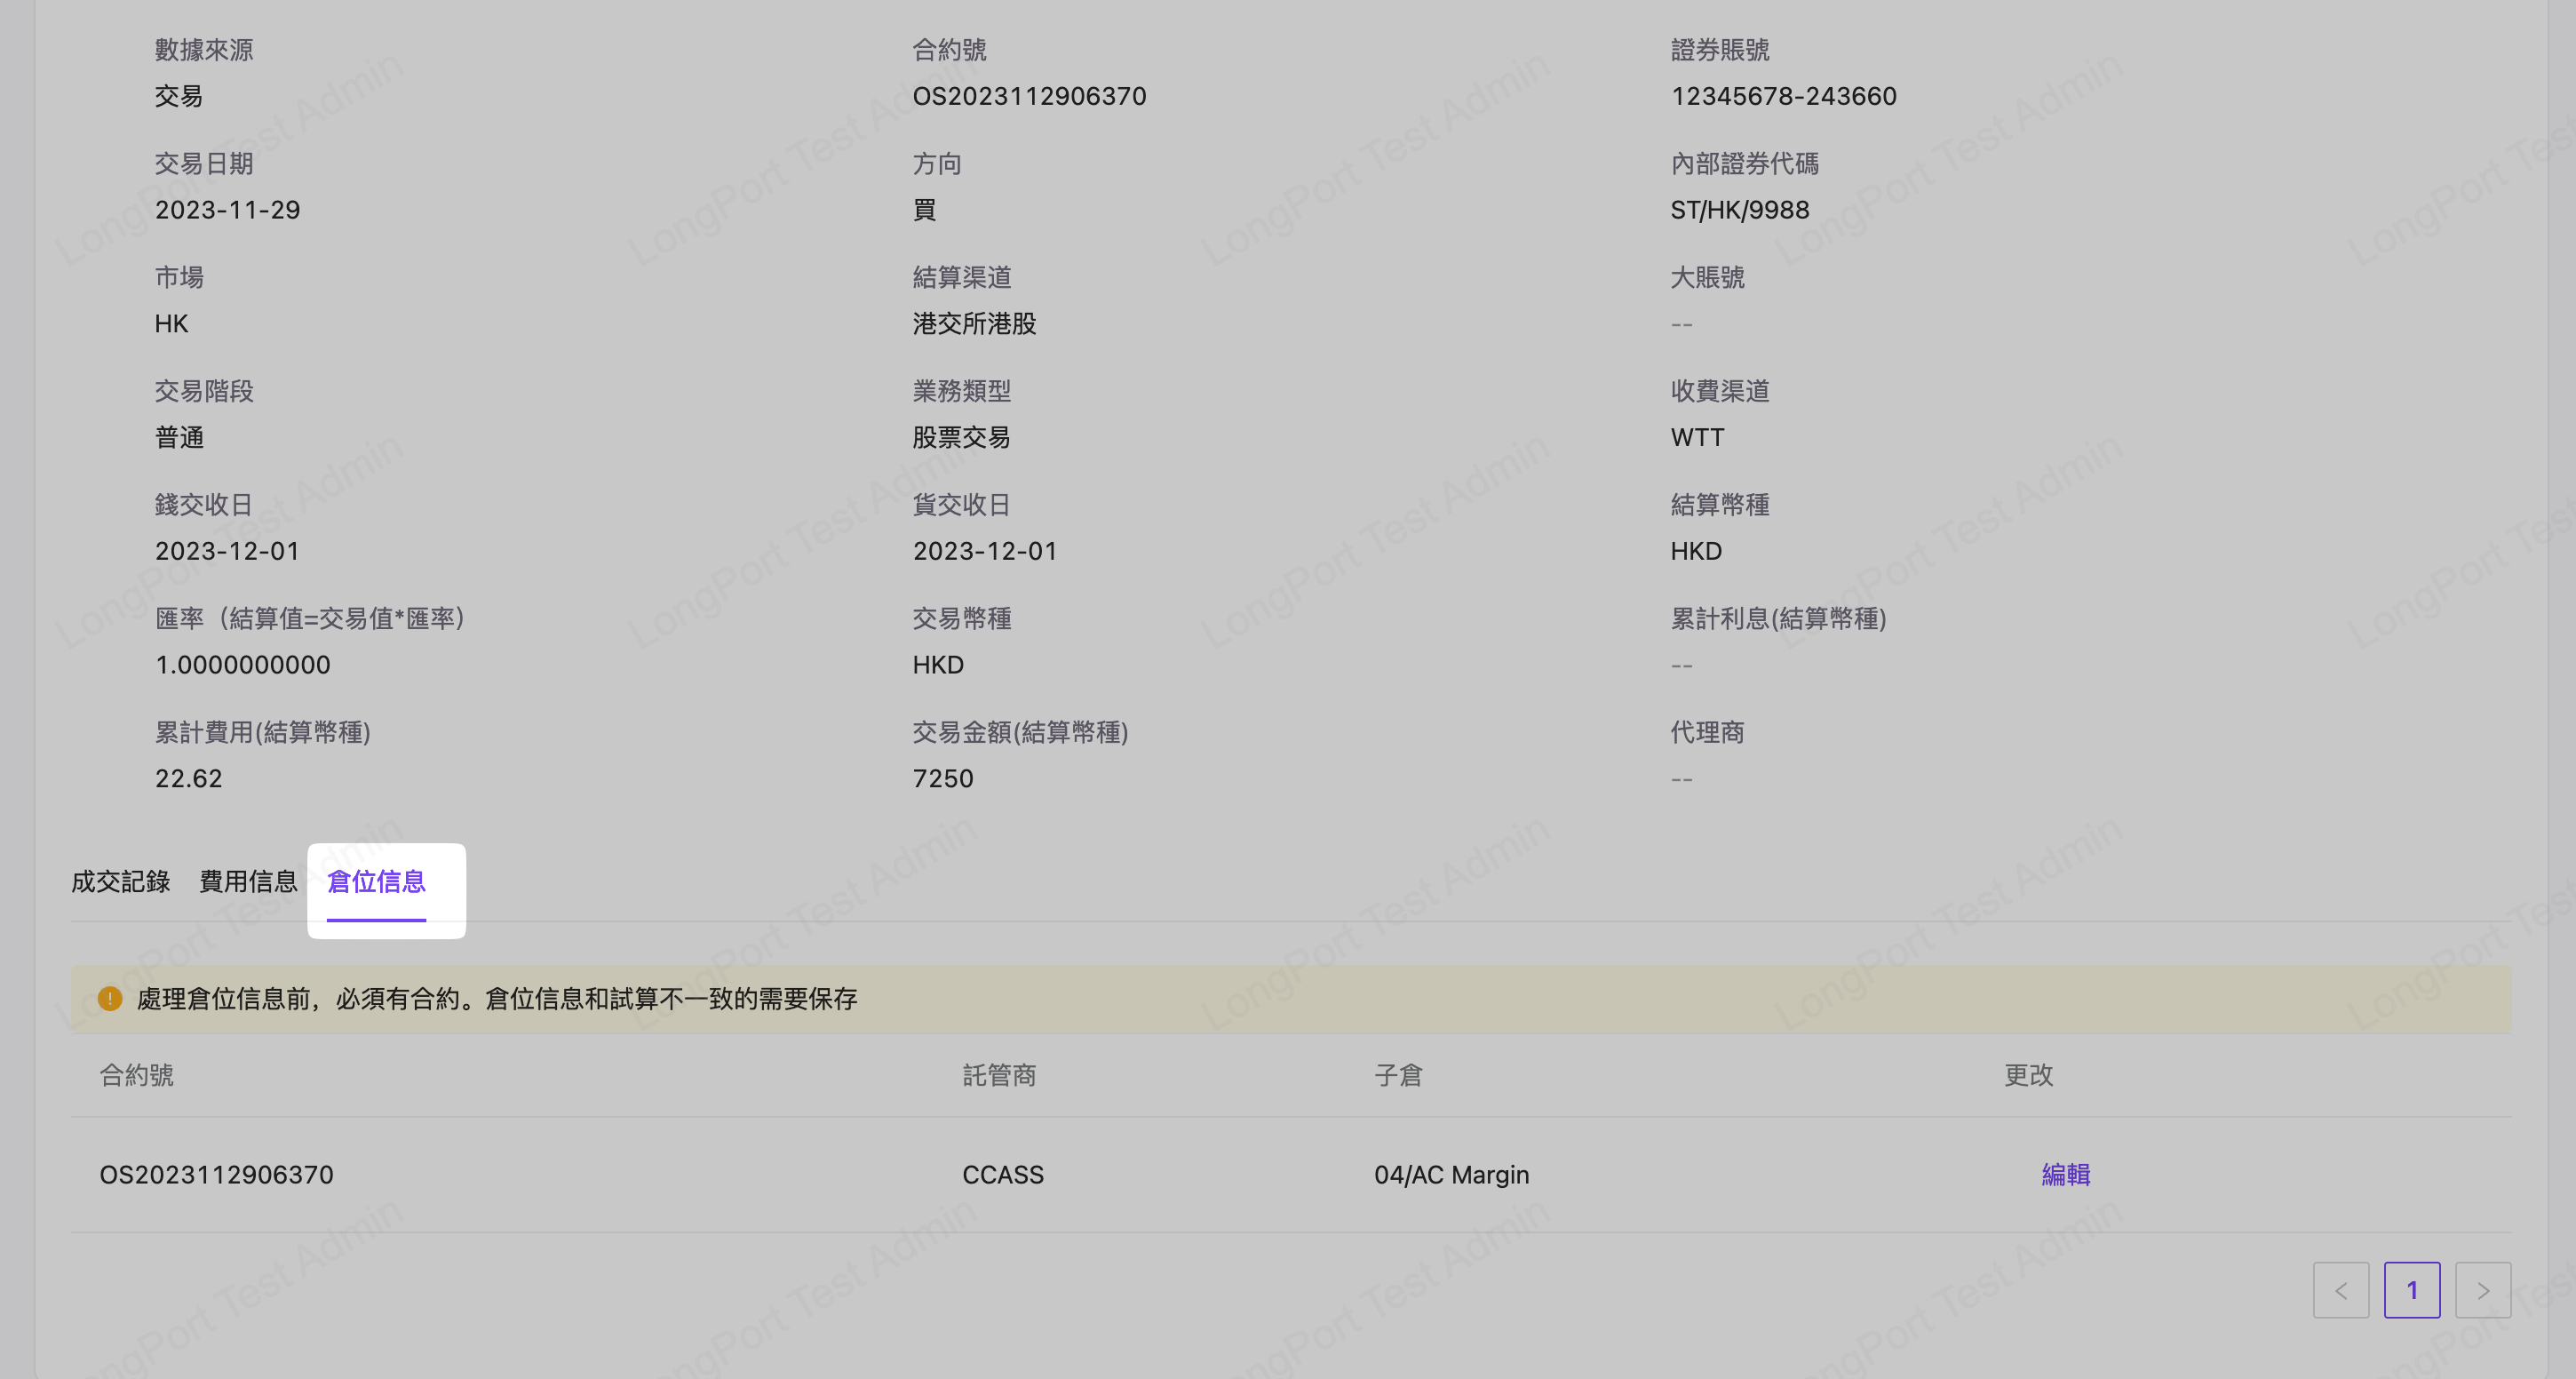 數據來源 合約號 證券賬號
交易 OS2023112906370 12345678-243660
交易日期 方向 內部證券代碼
2023-11-29 買 ST/HK/9988
市場 結算渠道 大賬號
HK 港交所港股 --
交易階段 業務類型 收費渠道
普通 股票交易 WTT
錢交收日 貨交收日 結算幣種
2023-12-01 2023-12-01 HKD
匯率（結算值=交易值*匯率） 交易幣種 累計利息(結算幣種)
1.0000000000 HKD --
累計費用(結算幣種) 交易金額(結算幣種) 代理商
22.62 7250 --
成交記錄 費用信息 倉位信息
處理倉位信息前，必須有合約。倉位信息和試算不一致的需要保存
合約號 託管商 子倉 更改
OS2023112906370 CCASS 04/AC Margin 編輯
< 1 >
LongPort Test Admin